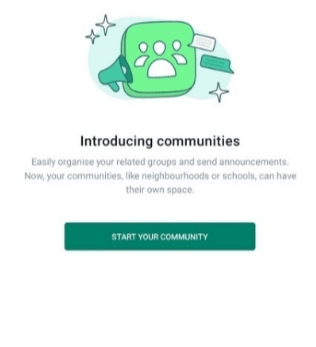 Introducing communities
Easily organise your related groups and send announcements.
Now, your communities, like neighbourhoods or schools, can have
their own space.
START YOUR COMMUNITY